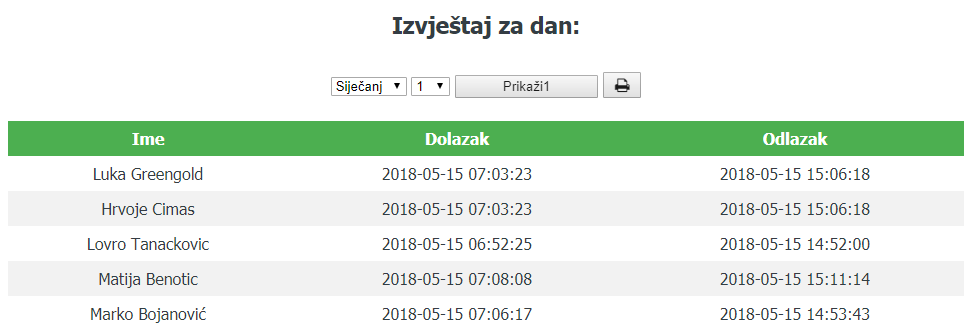 Izvještaj za dan:
Siječanj 1 Prikaži1
Ime Dolazak Odlazak
Luka Greengold 2018-05-15 07:03:23 2018-05-15 15:06:18
Hrvoje Cimas 2018-05-15 07:03:23 2018-05-15 15:06:18
Lovro Tanackovic 2018-05-15 06:52:25 2018-05-15 14:52:00
Matija Benotic 2018-05-15 07:08:08 2018-05-15 15:11:14
Marko Bojanović 2018-05-15 07:06:17 2018-05-15 14:53:43